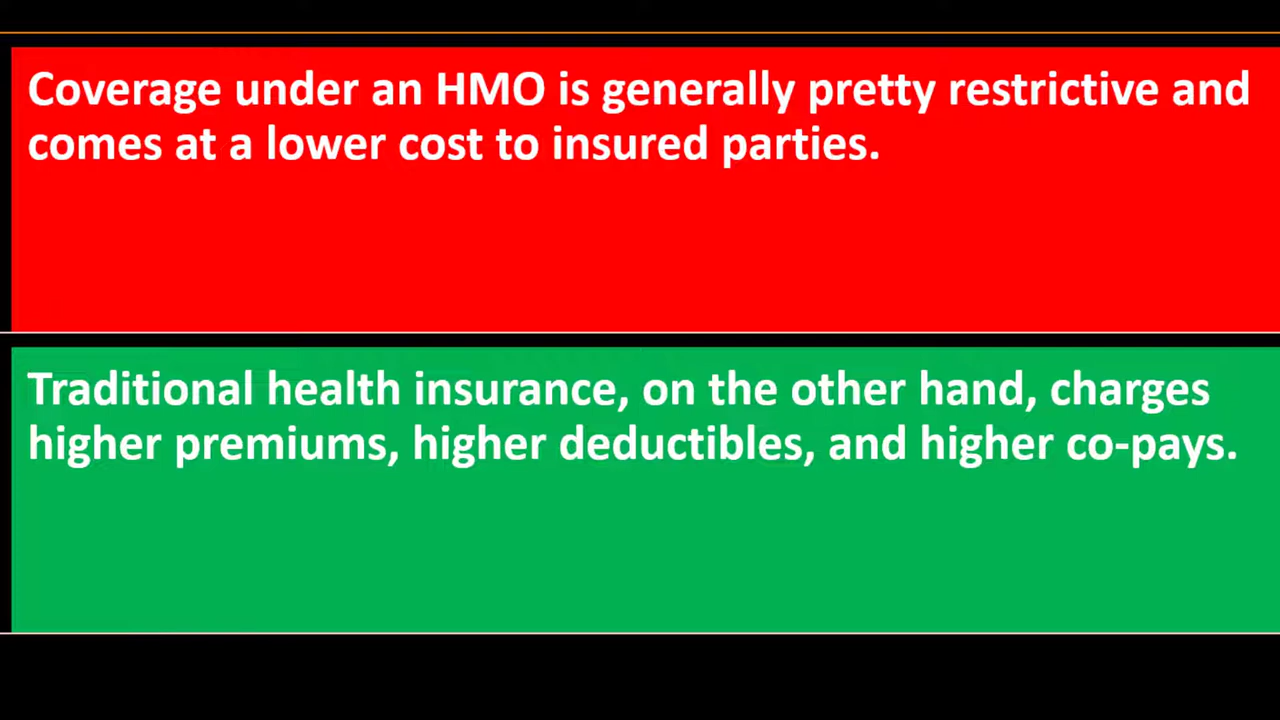 Coverage under an HMO is generally pretty restrictive and
comes at a lower cost to insured parties.
Traditional health insurance, on the other hand, charges
higher premiums, higher deductibles, and higher co-pays.